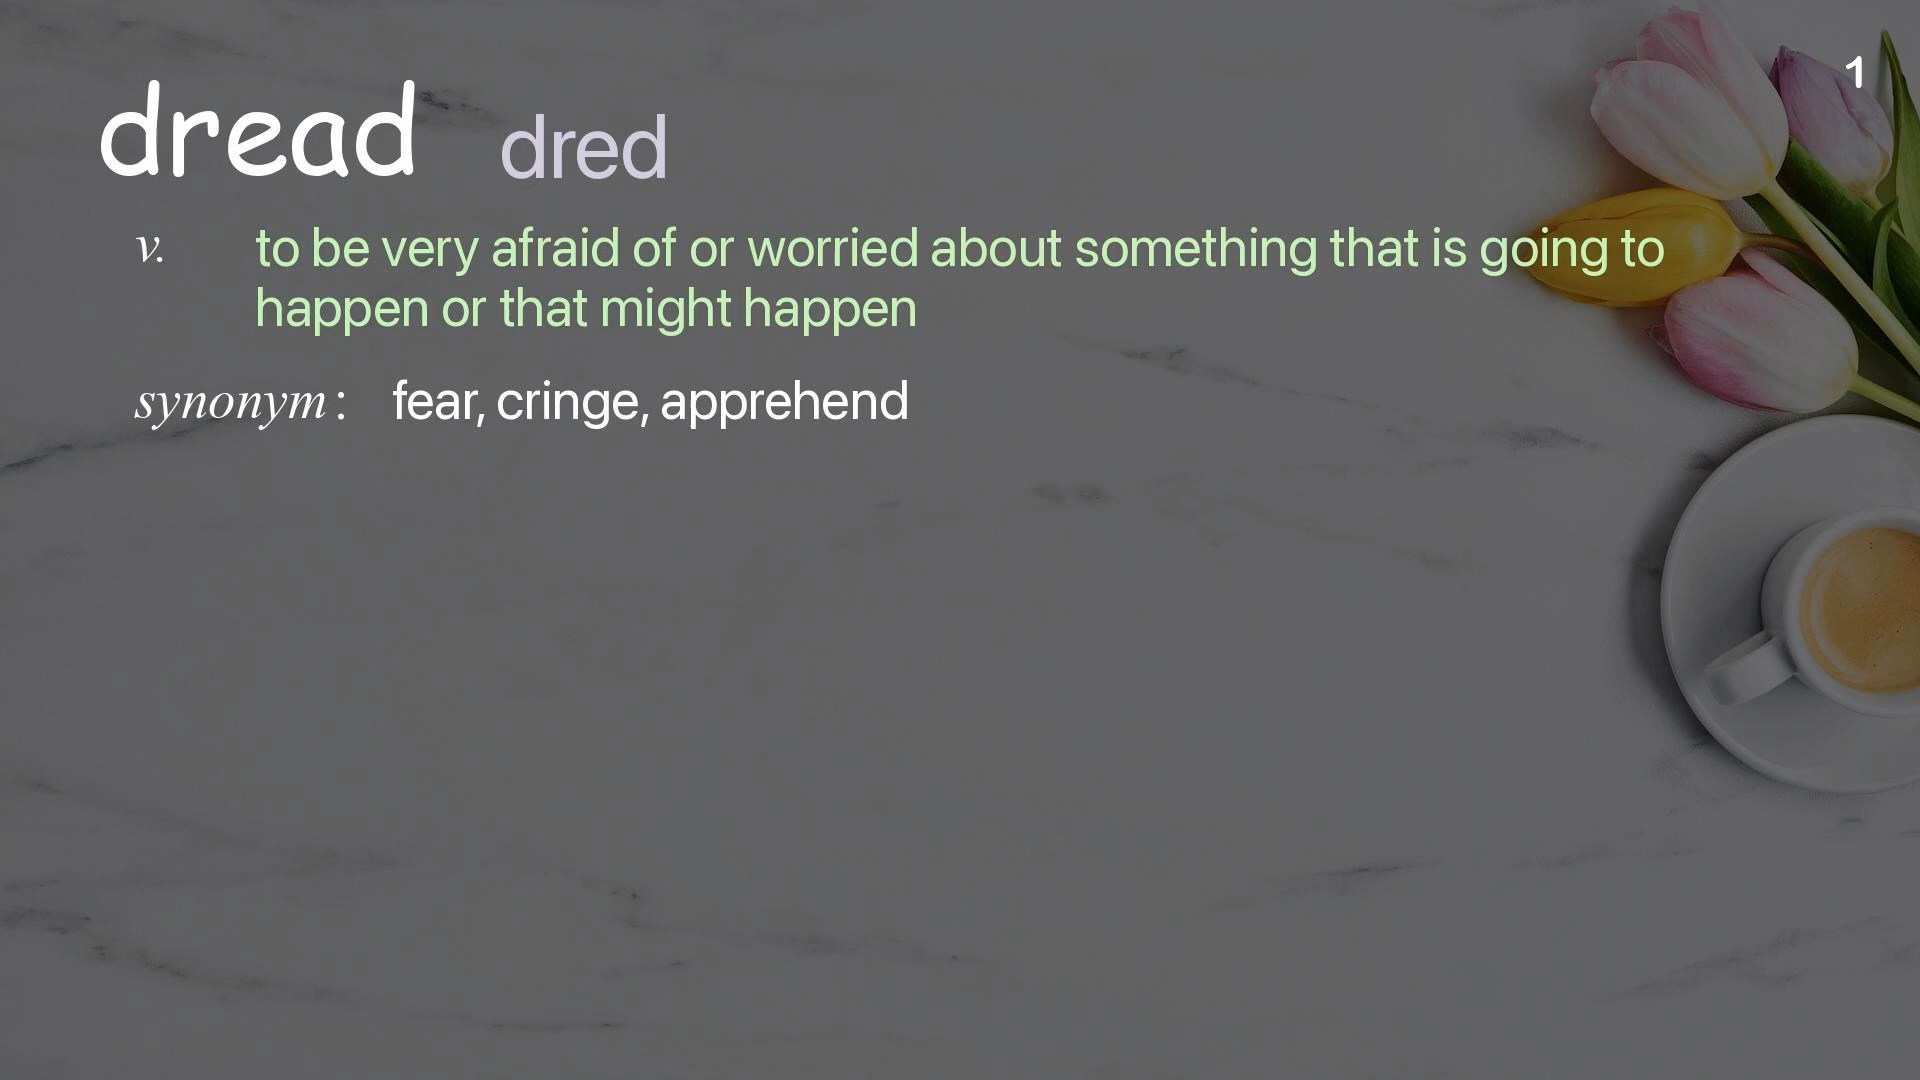 1
dread dred
v. to be very afraid of or worried about something that is going to
happen or that might happen
synonym : fear, cringe, apprehend